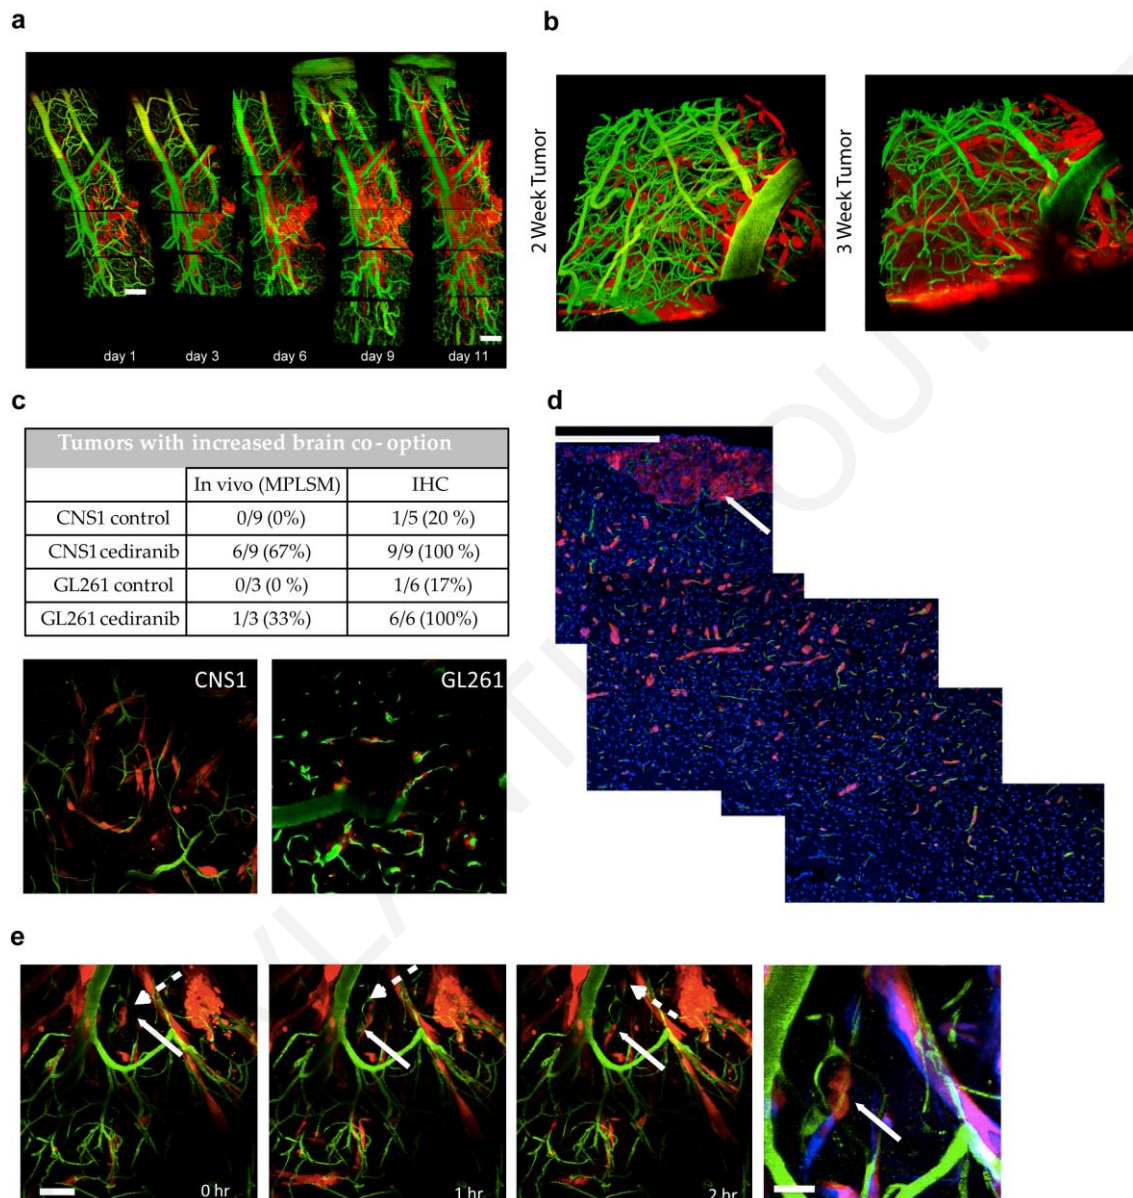 a
b
day 1
day 3
day 6
day 9
day 11
2 Week Tumor
3 Week Tumor
c
Tumors with increased brain co-option
In vivo (MPLSM) IHC
CNS1 control 0/9 (0%) 1/5 (20 %)
CNS1 cediranib 6/9 (67%) 9/9 (100 %)
GL261 control 0/3 (0 %) 1/6 (17%)
GL261 cediranib 1/3 (33%) 6/6 (100%)
CNS1
GL261
d
e
0 hr
1 hr
2 hr